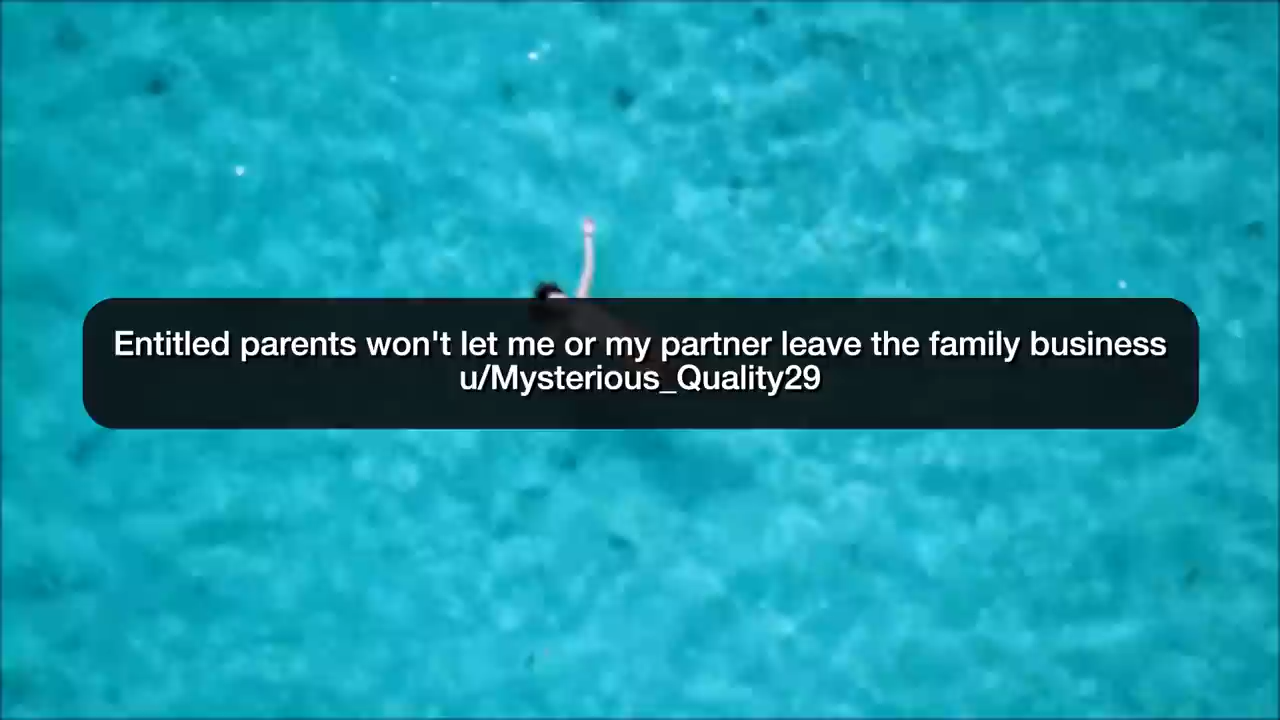 Entitled parents won't let me or my partner leave the family business
u/Mysterious_Quality29